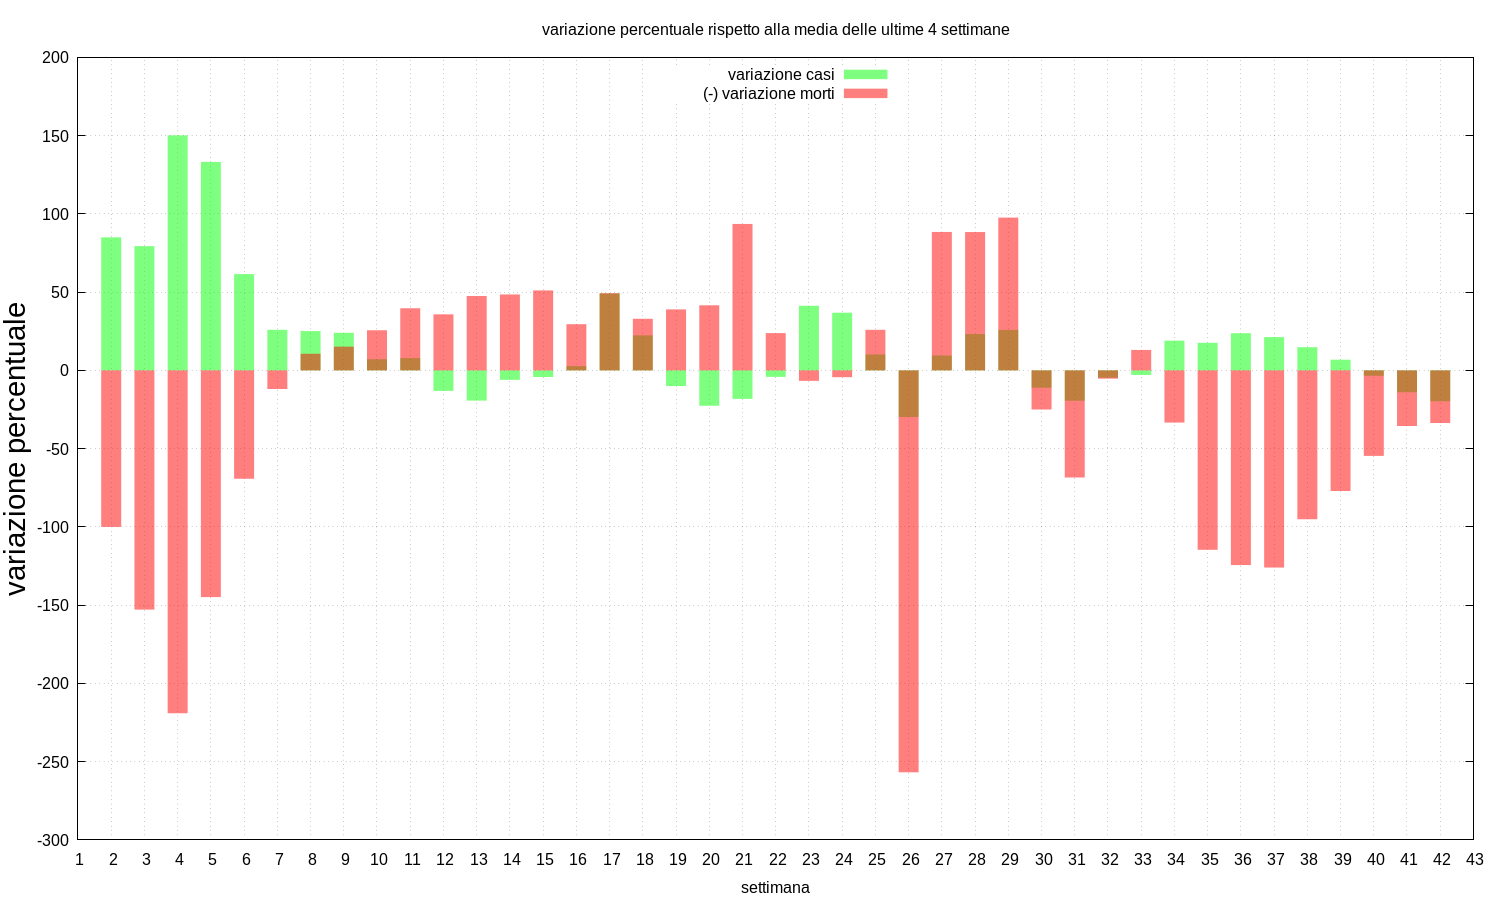 variazione percentuale rispetto alla media delle ultime 4 settimane
variazione casi
(-) variazione morti
variazione percentuale
200
150
100
50
0
-50
-100
-150
-200
-250
-300
1 2 3 4 5 6 7 8 9 10 11 12 13 14 15 16 17 18 19 20 21 22 23 24 25 26 27 28 29 30 31 32 33 34 35 36 37 38 39 40 41 42 43
settimana